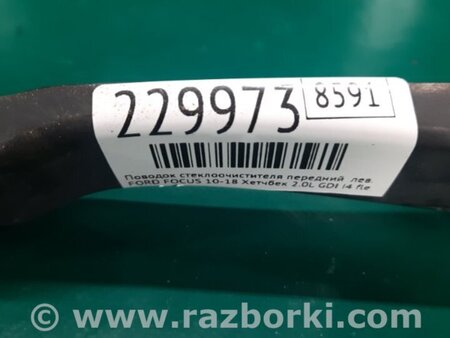 229973 8591
Поводок стеклоочистителя передний лев.
FORD FOCUS 10-18 Хетчбек 2.0L GDI I4 fle
© www.razborki.com